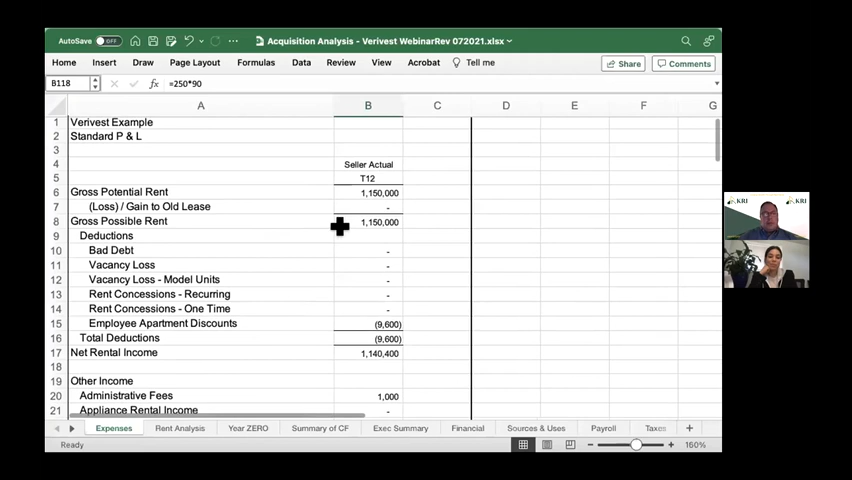 AutoSave OFF Acquisition Analysis - Verivest WebinarRev 072021.xlsx
Home Insert Draw Page Layout Formulas Data Review View Acrobat Tell me Share Comments
B118 fx =250*90
A B C D E F G
1 Verivest Example
2 Standard P & L
3
4 Seller Actual
5 T12
6 Gross Potential Rent 1,150,000
7 (Loss) / Gain to Old Lease -
8 Gross Possible Rent 1,150,000
9 Deductions
10 Bad Debt -
11 Vacancy Loss -
12 Vacancy Loss - Model Units -
13 Rent Concessions - Recurring -
14 Rent Concessions - One Time -
15 Employee Apartment Discounts (9,600)
16 Total Deductions (9,600)
17 Net Rental Income 1,140,400
18
19 Other Income
20 Administrative Fees 1,000
21 Appliance Rental Income -
Expenses Rent Analysis Year ZERO Summary of CF Exec Summary Financial Sources & Uses Payroll Taxes +
Ready 160%
KRI KRI